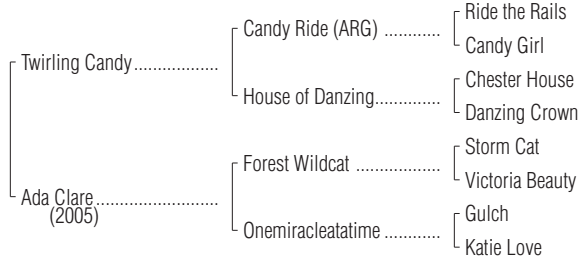 Ride the Rails
Candy Ride (ARG) ............
Candy Girl
Twirling Candy..................
Chester House
House of Danzing..............
Danzing Crown
Storm Cat
Forest Wildcat ..................
Victoria Beauty
Ada Clare..........................
(2005)
Gulch
Onemiracleatatime ............
Katie Love